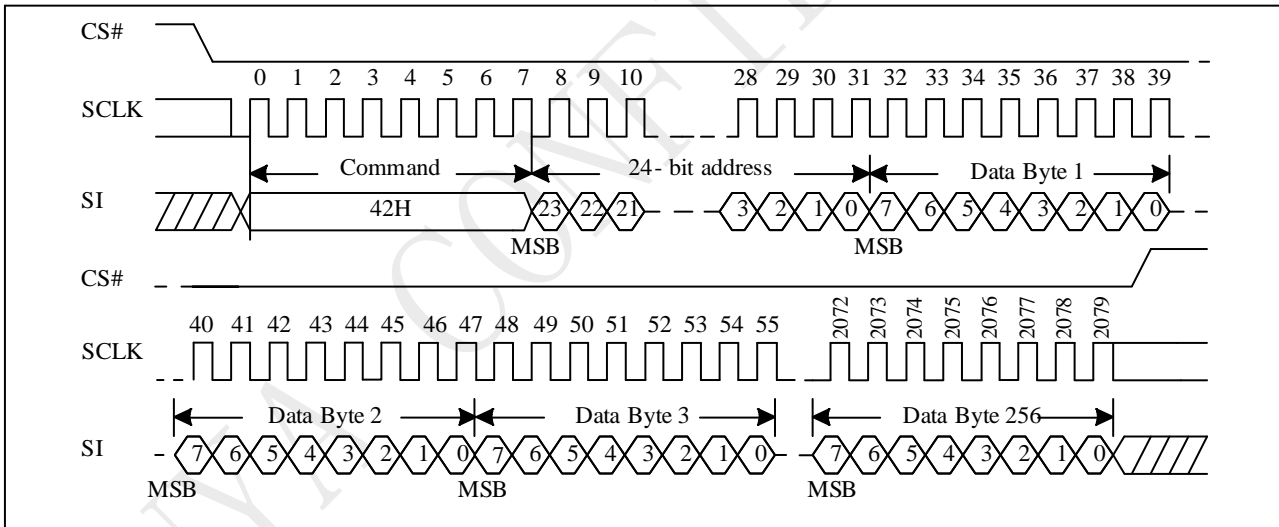 CS#
0 1 2 3 4 5 6 7 8 9 10 28 29 30 31 32 33 34 35 36 37 38 39
SCLK
Command 24- bit address Data Byte 1
SI 42H 23 22 21 3 2 1 0 7 6 5 4 3 2 1 0
MSB MSB
CS#
40 41 42 43 44 45 46 47 48 49 50 51 52 53 54 55 2072 2073 2074 2075 2076 2077 2078 2079
SCLK
Data Byte 2 Data Byte 3 Data Byte 256
SI 7 6 5 4 3 2 1 0 7 6 5 4 3 2 1 0 7 6 5 4 3 2 1 0
MSB MSB MSB